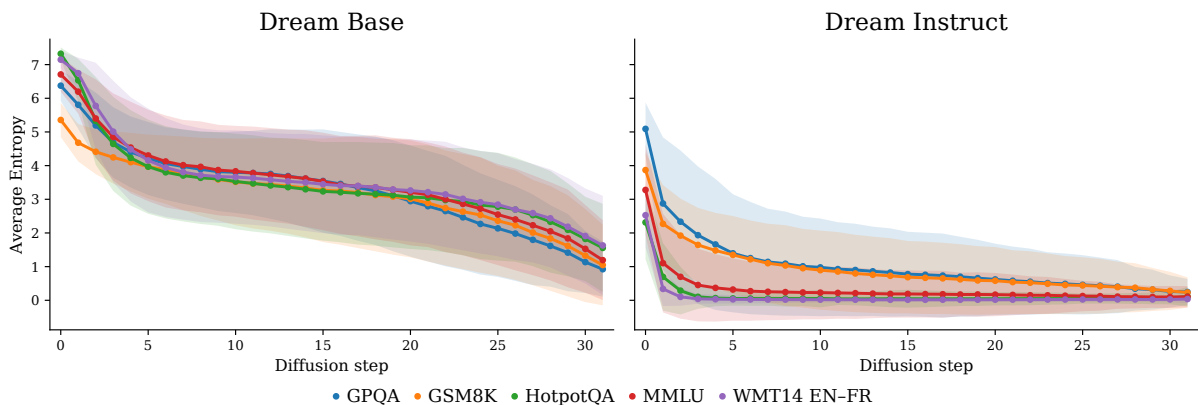 Dream Base
Dream Instruct
Average Entropy
7
6
5
4
3
2
1
0
0 5 10 15 20 25 30
0 5 10 15 20 25 30
Diffusion step
Diffusion step
GPQA GSM8K HotpotQA MMLU WMT14 EN–FR